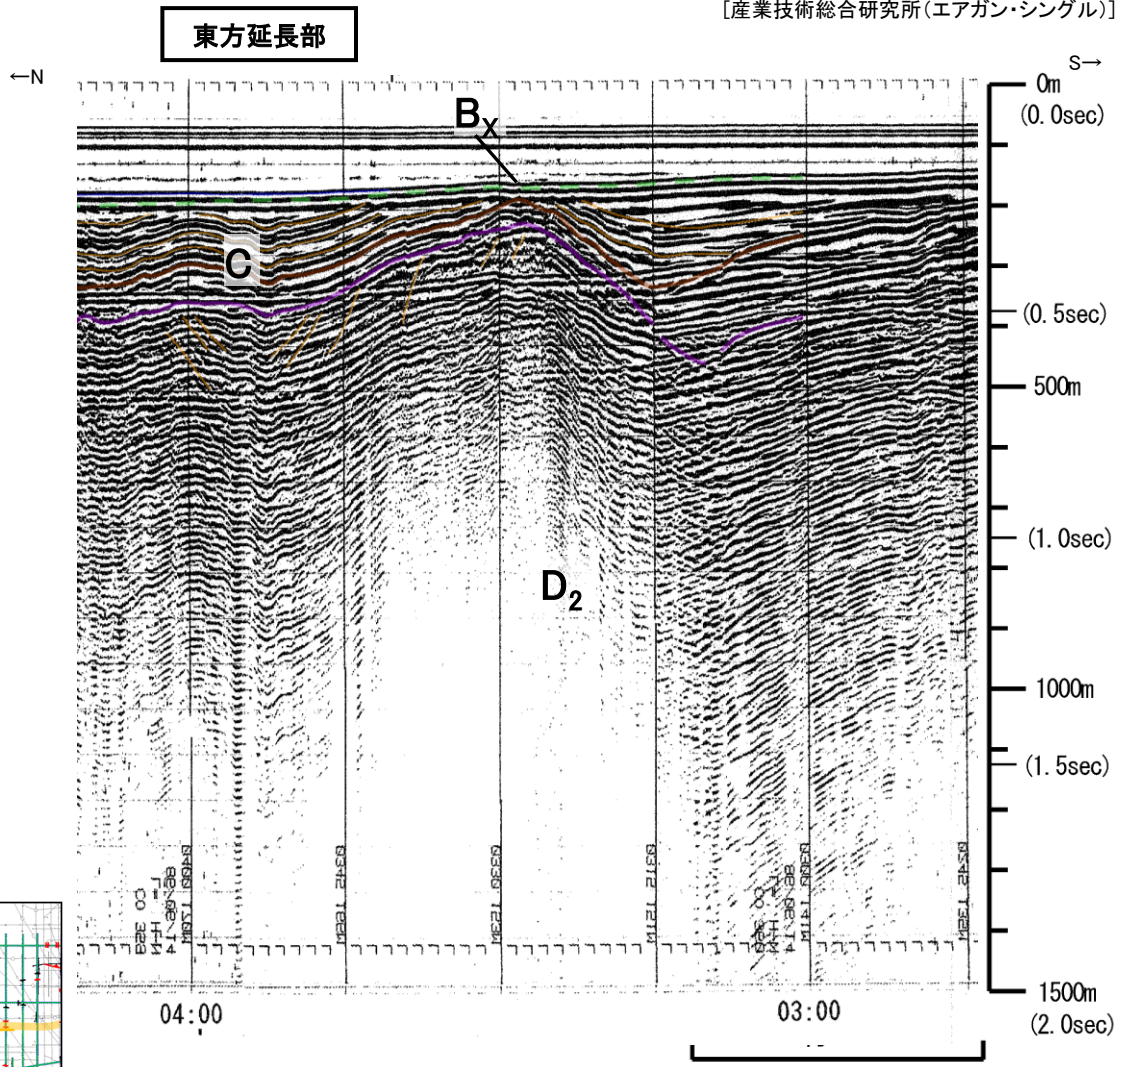 [産業技術総合研究所(エアガン・シングル)]
東方延長部
←N
S→
0m
(0.0sec)
BX
C
(0.5sec)
500m
(1.0sec)
D2
1000m
(1.5sec)
04:00
03:00
1500m
(2.0sec)